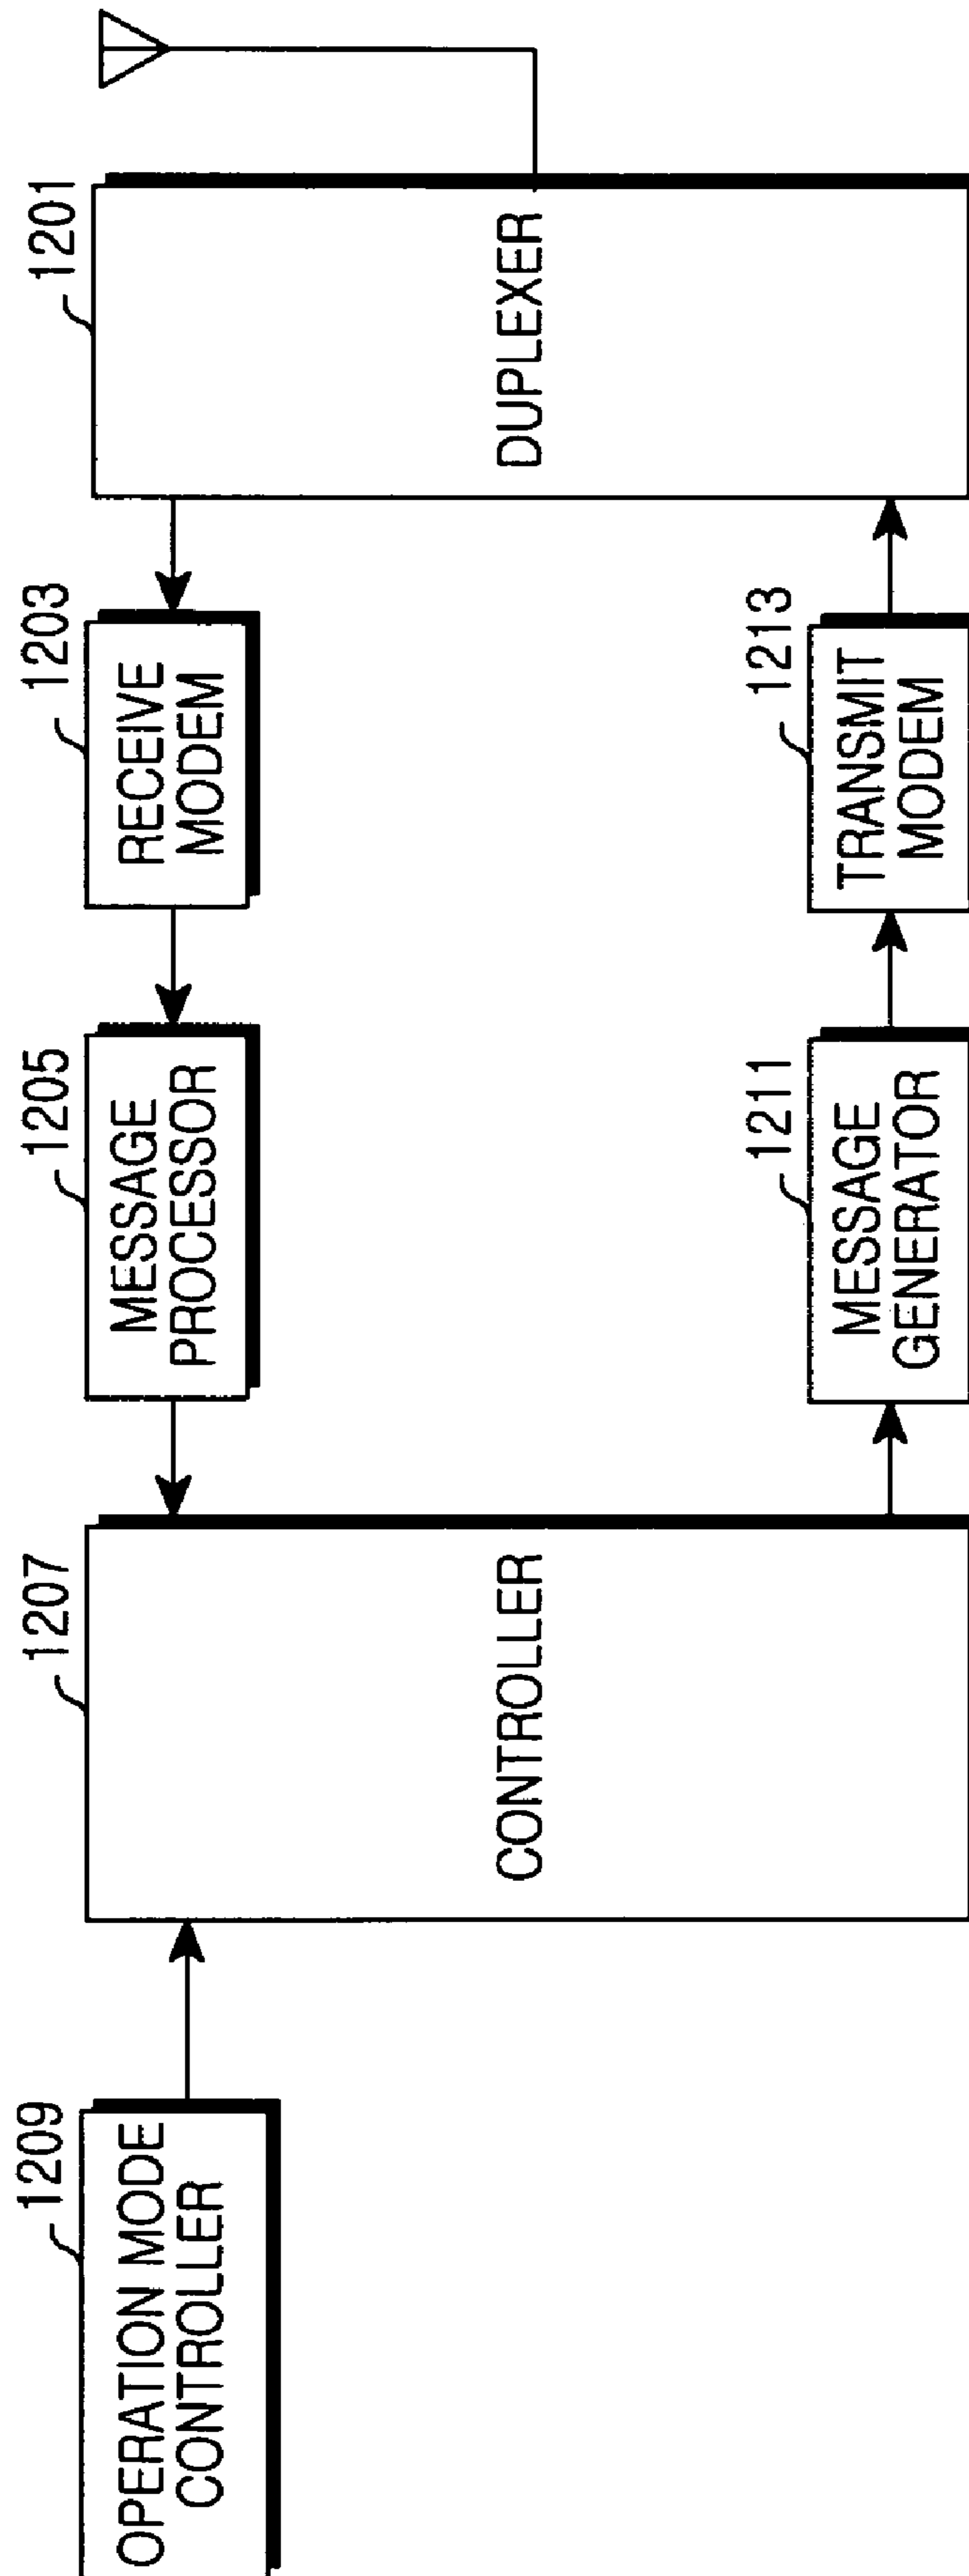 1209
OPERATION MODE
CONTROLLER
1207
CONTROLLER
1205
MESSAGE
PROCESSOR
1203
RECEIVE
MODEM
1201
DUPLEXER
1211
MESSAGE
GENERATOR
1213
TRANSMIT
MODEM